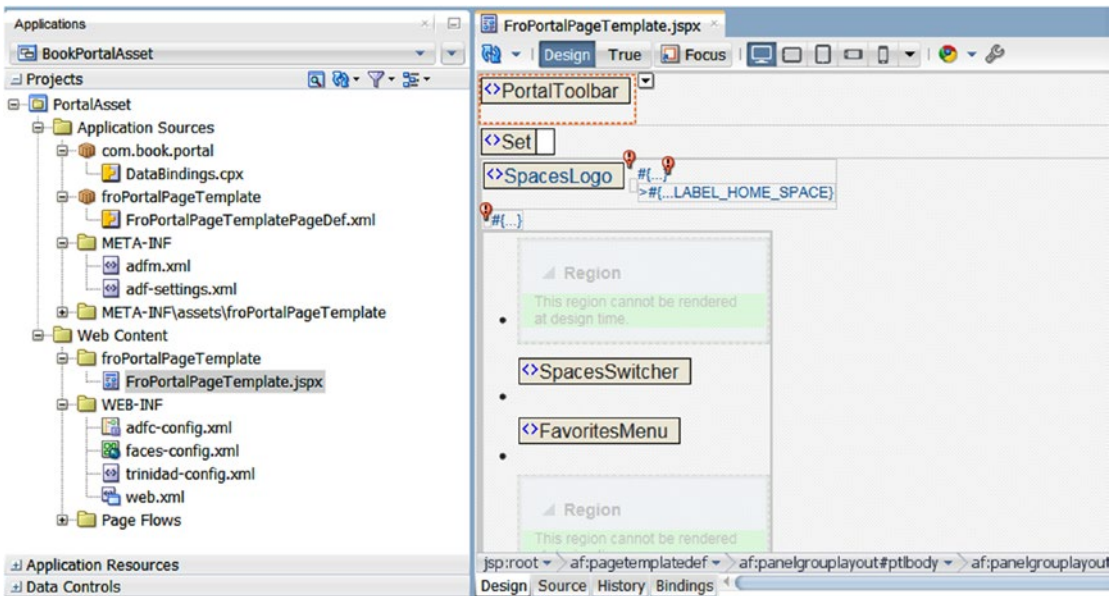 Applications
BookPortalAsset
Projects
PortalAsset
Application Sources
com.book.portal
DataBindings.cpx
froPortalPageTemplate
FroPortalPageTemplatePageDef.xml
META-INF
adfm.xml
adf-settings.xml
META-INF\assets\froPortalPageTemplate
Web Content
froPortalPageTemplate
FroPortalPageTemplate.jspx
WEB-INF
adfc-config.xml
faces-config.xml
trinidad-config.xml
web.xml
Page Flows
Application Resources
Data Controls
FroPortalPageTemplate.jspx
Design True Focus
<>PortalToolbar
<>Set
<>SpacesLogo
#{...}
>#{...LABEL_HOME_SPACE}
#{...}
Region
This region cannot be rendered
at design time.
<>SpacesSwitcher
<>FavoritesMenu
Region
This region cannot be rendered
jsp:root af:pagetemplatedef af:panelgrouplayout#ptlbody af:panelgrouplayout
Design Source History Bindings